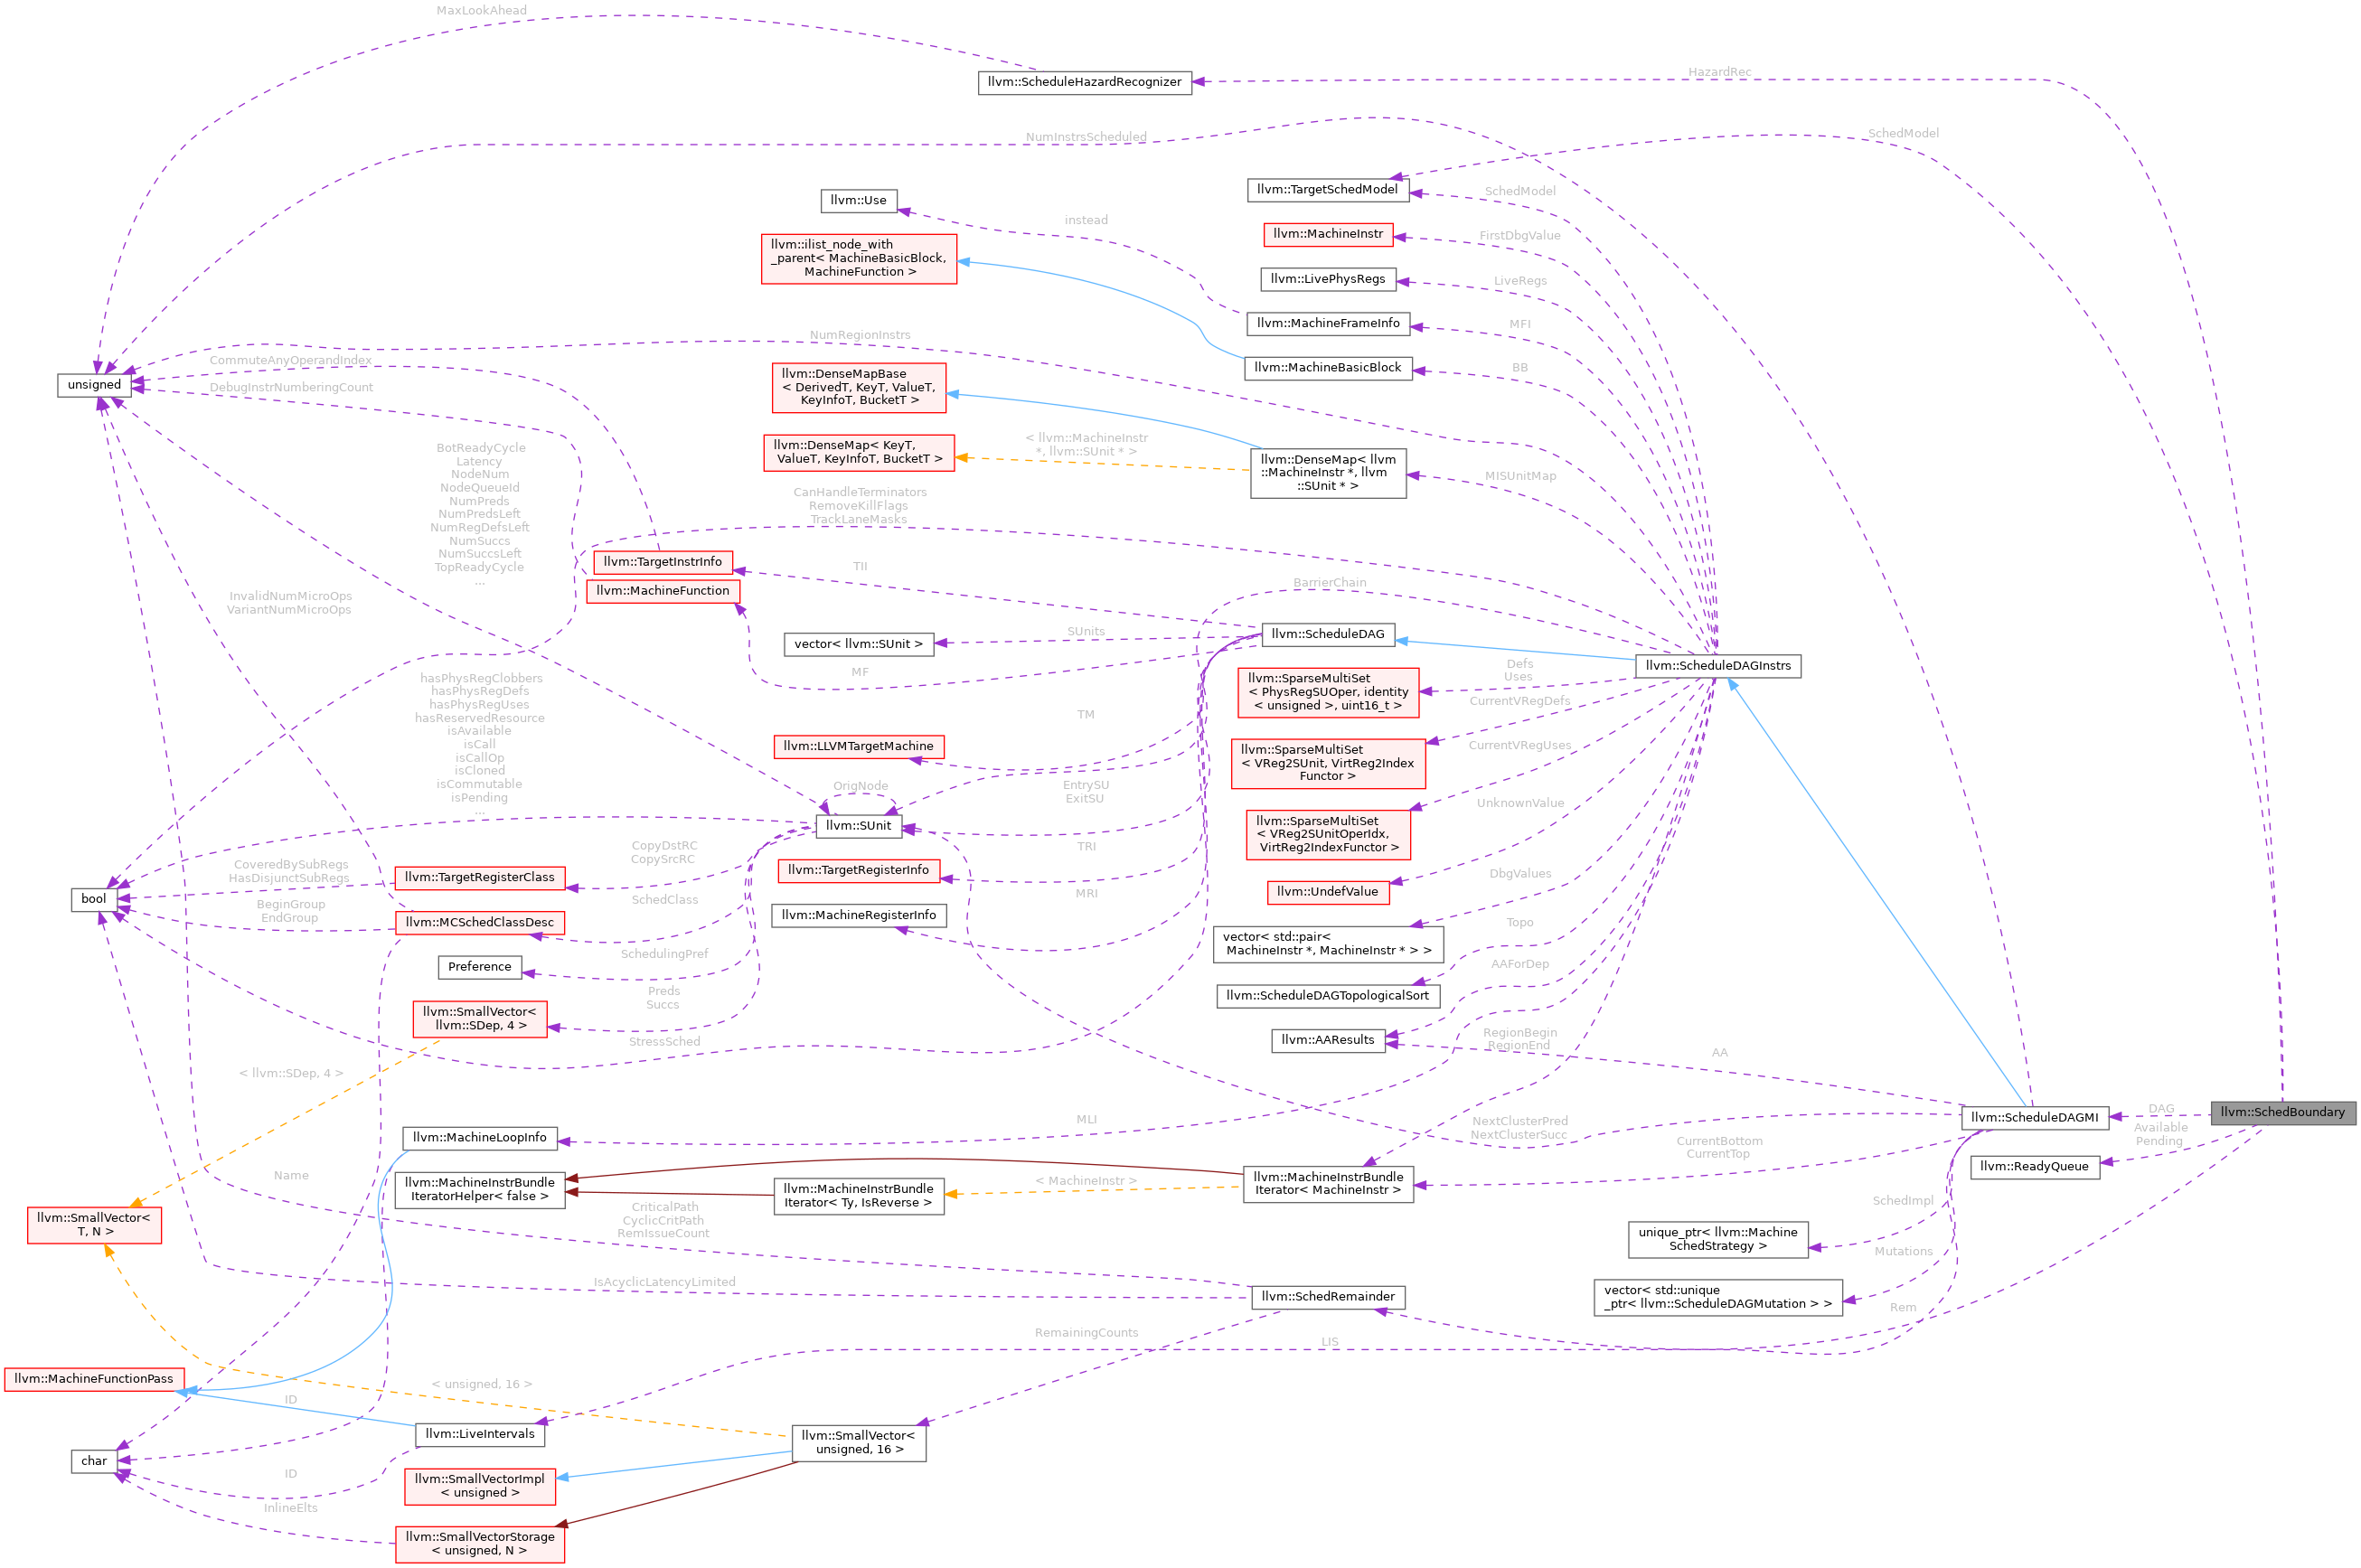 MaxLookAhead
llvm::ScheduleHazardRecognizer
HazardRec
NumInstrsScheduled
SchedModel
llvm::TargetSchedModel
SchedModel
llvm::Use
instead
llvm::MachineInstr
FirstDbgValue
llvm::ilist_node_with
_parent< MachineBasicBlock,
MachineFunction >
llvm::LivePhysRegs
LiveRegs
llvm::MachineFrameInfo
MFI
NumRegionInstrs
llvm::MachineBasicBlock
BB
CommuteAnyOperandIndex
unsigned
DebugInstrNumberingCount
llvm::DenseMapBase
< DerivedT, KeyT, ValueT,
KeyInfoT, BucketT >
llvm::DenseMap< KeyT,
ValueT, KeyInfoT, BucketT >
< llvm::MachineInstr
*, llvm::SUnit * >
llvm::DenseMap< llvm
::MachineInstr *, llvm
::SUnit * >
MISUnitMap
BotReadyCycle
Latency
NodeNum
NodeQueueId
NumPreds
NumPredsLeft
NumRegDefsLeft
NumSuccs
NumSuccsLeft
TopReadyCycle
...
CanHandleTerminators
RemoveKillFlags
TrackLaneMasks
llvm::TargetInstrInfo
TII
BarrierChain
llvm::MachineFunction
InvalidNumMicroOps
VariantNumMicroOps
vector< llvm::SUnit >
SUnits
llvm::ScheduleDAG
MF
llvm::ScheduleDAGInstrs
llvm::SparseMultiSet
< PhysRegSUOper, identity
< unsigned >, uint16_t >
Defs
Uses
hasPhysRegClobbers
hasPhysRegDefs
hasPhysRegUses
hasReservedResource
isAvailable
isCall
isCallOp
isCloned
isCommutable
isPending
...
CurrentVRegDefs
TM
llvm::LLVMTargetMachine
llvm::SparseMultiSet
< VReg2SUnit, VirtReg2Index
Functor >
CurrentVRegUses
OrigNode
EntrySU
ExitSU
llvm::SUnit
llvm::SparseMultiSet
< VReg2SUnitOperIdx,
VirtReg2IndexFunctor >
UnknownValue
CopyDstRC
CopySrcRC
TRI
CoveredBySubRegs
HasDisjunctSubRegs
llvm::TargetRegisterClass
llvm::TargetRegisterInfo
llvm::UndefValue
DbgValues
bool
BeginGroup
EndGroup
SchedClass
MRI
llvm::MCSchedClassDesc
llvm::MachineRegisterInfo
Topo
vector< std::pair<
MachineInstr *, MachineInstr * > >
Preference
SchedulingPref
AAForDep
Preds
Succs
llvm::ScheduleDAGTopologicalSort
llvm::SmallVector<
llvm::SDep, 4 >
StressSched
llvm::AAResults
RegionBegin
RegionEnd
AA
< llvm::SDep, 4 >
MLI
NextClusterPred
NextClusterSucc
llvm::ScheduleDAGMI
DAG
llvm::SchedBoundary
Available
Pending
llvm::MachineLoopInfo
CurrentBottom
CurrentTop
llvm::ReadyQueue
Name
llvm::MachineInstrBundle
IteratorHelper< false >
llvm::MachineInstrBundle
Iterator< Ty, IsReverse >
< MachineInstr >
llvm::MachineInstrBundle
Iterator< MachineInstr >
SchedImpl
CriticalPath
CyclicCritPath
RemIssueCount
llvm::SmallVector<
T, N >
unique_ptr< llvm::Machine
SchedStrategy >
Mutations
IsAcyclicLatencyLimited
llvm::SchedRemainder
vector< std::unique
_ptr< llvm::ScheduleDAGMutation > >
Rem
RemainingCounts
LIS
llvm::MachineFunctionPass
< unsigned, 16 >
ID
llvm::LiveIntervals
llvm::SmallVector<
unsigned, 16 >
char
ID
llvm::SmallVectorImpl
< unsigned >
InlineElts
llvm::SmallVectorStorage
< unsigned, N >